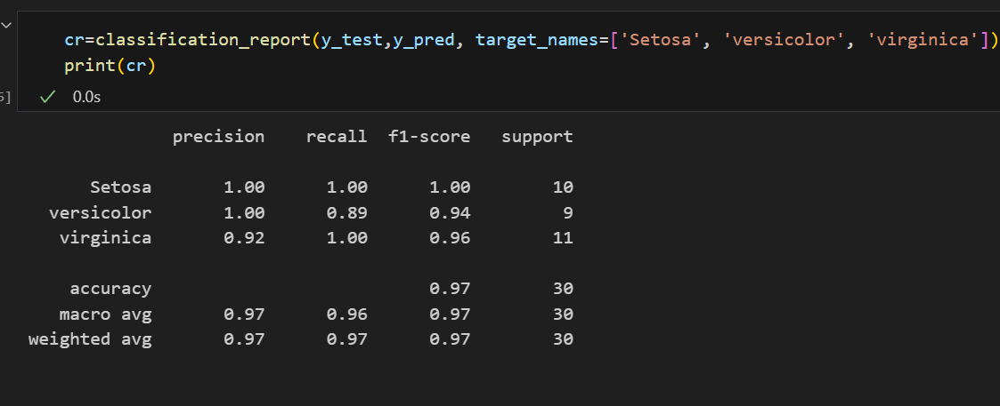 cr=classification_report(y_test,y_pred, target_names=['Setosa', 'versicolor', 'virginica'])
print(cr)
5] 0.0s
precision recall f1-score support
Setosa 1.00 1.00 1.00 10
versicolor 1.00 0.89 0.94 9
virginica 0.92 1.00 0.96 11
accuracy 0.97 30
macro avg 0.97 0.96 0.97 30
weighted avg 0.97 0.97 0.97 30